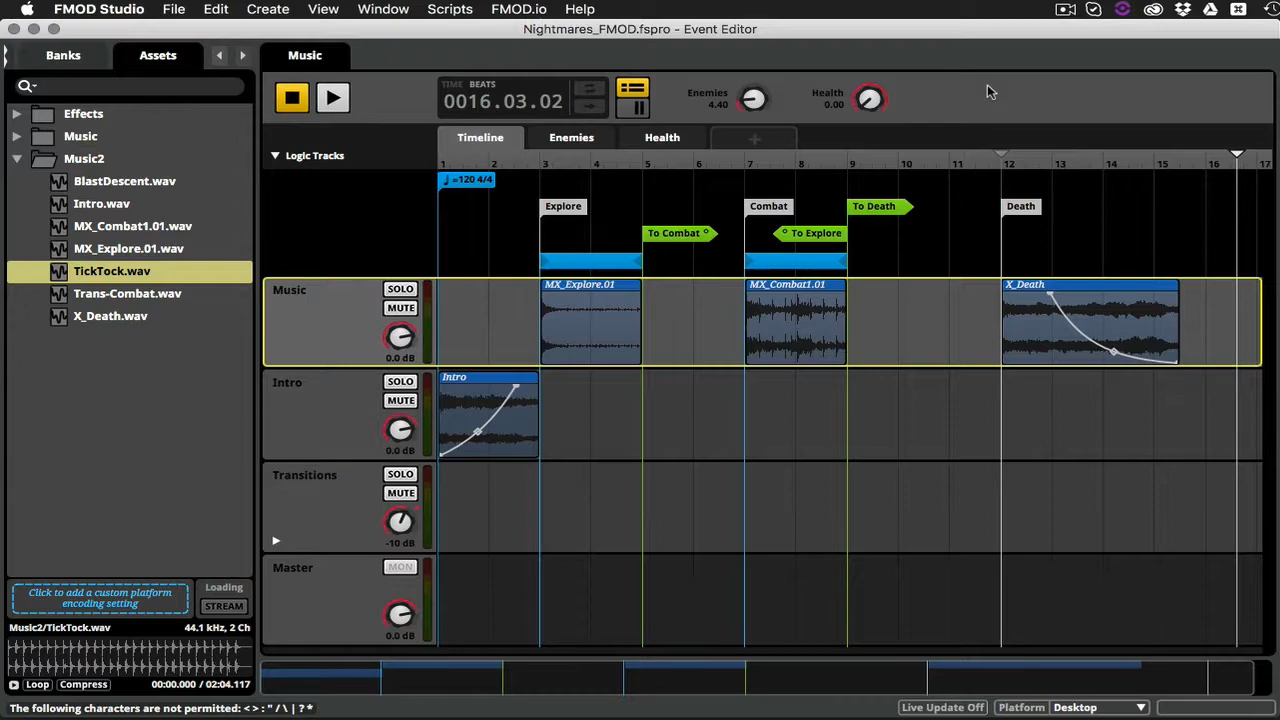 FMOD Studio File Edit Create View Window Scripts FMOD.io Help
Nightmares_FMOD.fspro - Event Editor
Banks Assets Music
TIME BEATS
0016.03.02
Enemies
4.40
Health
0.00
Timeline Enemies Health +
Logic Tracks
1 2 3 4 5 6 7 8 9 10 11 12 13 14 15 16 17
♩=120 4/4
Explore Combat To Death Death
To Combat To Explore
Effects
Music
Music2
BlastDescent.wav
Intro.wav
MX_Combat1.01.wav
MX_Explore.01.wav
TickTock.wav
Trans-Combat.wav
X_Death.wav
Music SOLO
MUTE
0.0 dB
MX_Explore.01 MX_Combat1.01 X_Death
Intro SOLO
MUTE
0.0 dB
Intro
Transitions SOLO
MUTE
-10 dB
Master MON
0.0 dB
Click to add a custom platform
encoding setting
Loading
STREAM
Music2/TickTock.wav 44.1 kHz, 2 Ch
Loop Compress 00:00.000 / 02:04.117
The following characters are not permitted: < > : " / \ | ? *
Live Update Off Platform Desktop